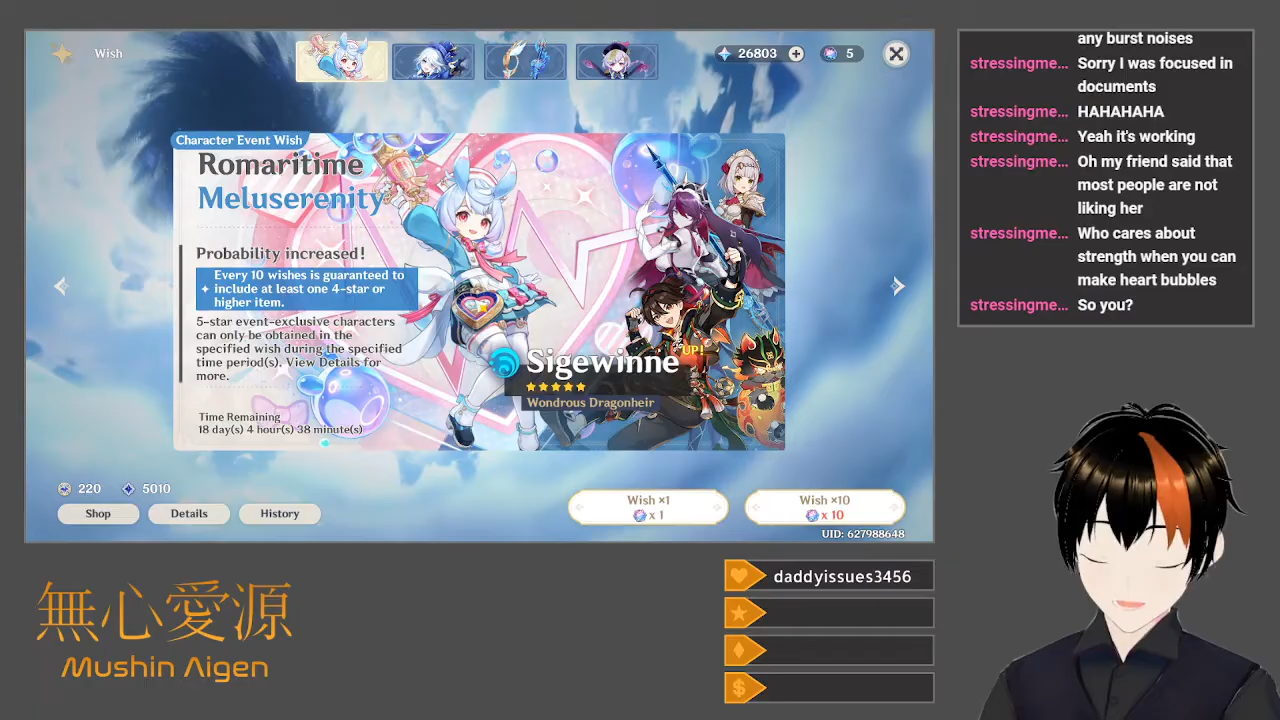 Wish
26803
5
Character Event Wish
Romaritime
Meluserenity
Probability increased!
Every 10 wishes is guaranteed to
include at least one 4-star or
higher item.
5-star event-exclusive characters
can only be obtained in the
specified wish during the specified
time period(s). View Details for
more.
Time Remaining
18 day(s) 4 hour(s) 38 minute(s)
Sigewinne
UP!
Wondrous Dragonheir
220
5010
Shop
Details
History
Wish ×1
x 1
Wish ×10
x 10
UID: 627988648
any burst noises
stressingme... Sorry I was focused in
documents
stressingme... HAHAHAHA
stressingme... Yeah it's working
stressingme... Oh my friend said that
most people are not
liking her
stressingme... Who cares about
strength when you can
make heart bubbles
stressingme... So you?
無心愛源
Mushin Aigen
daddyissues3456
$